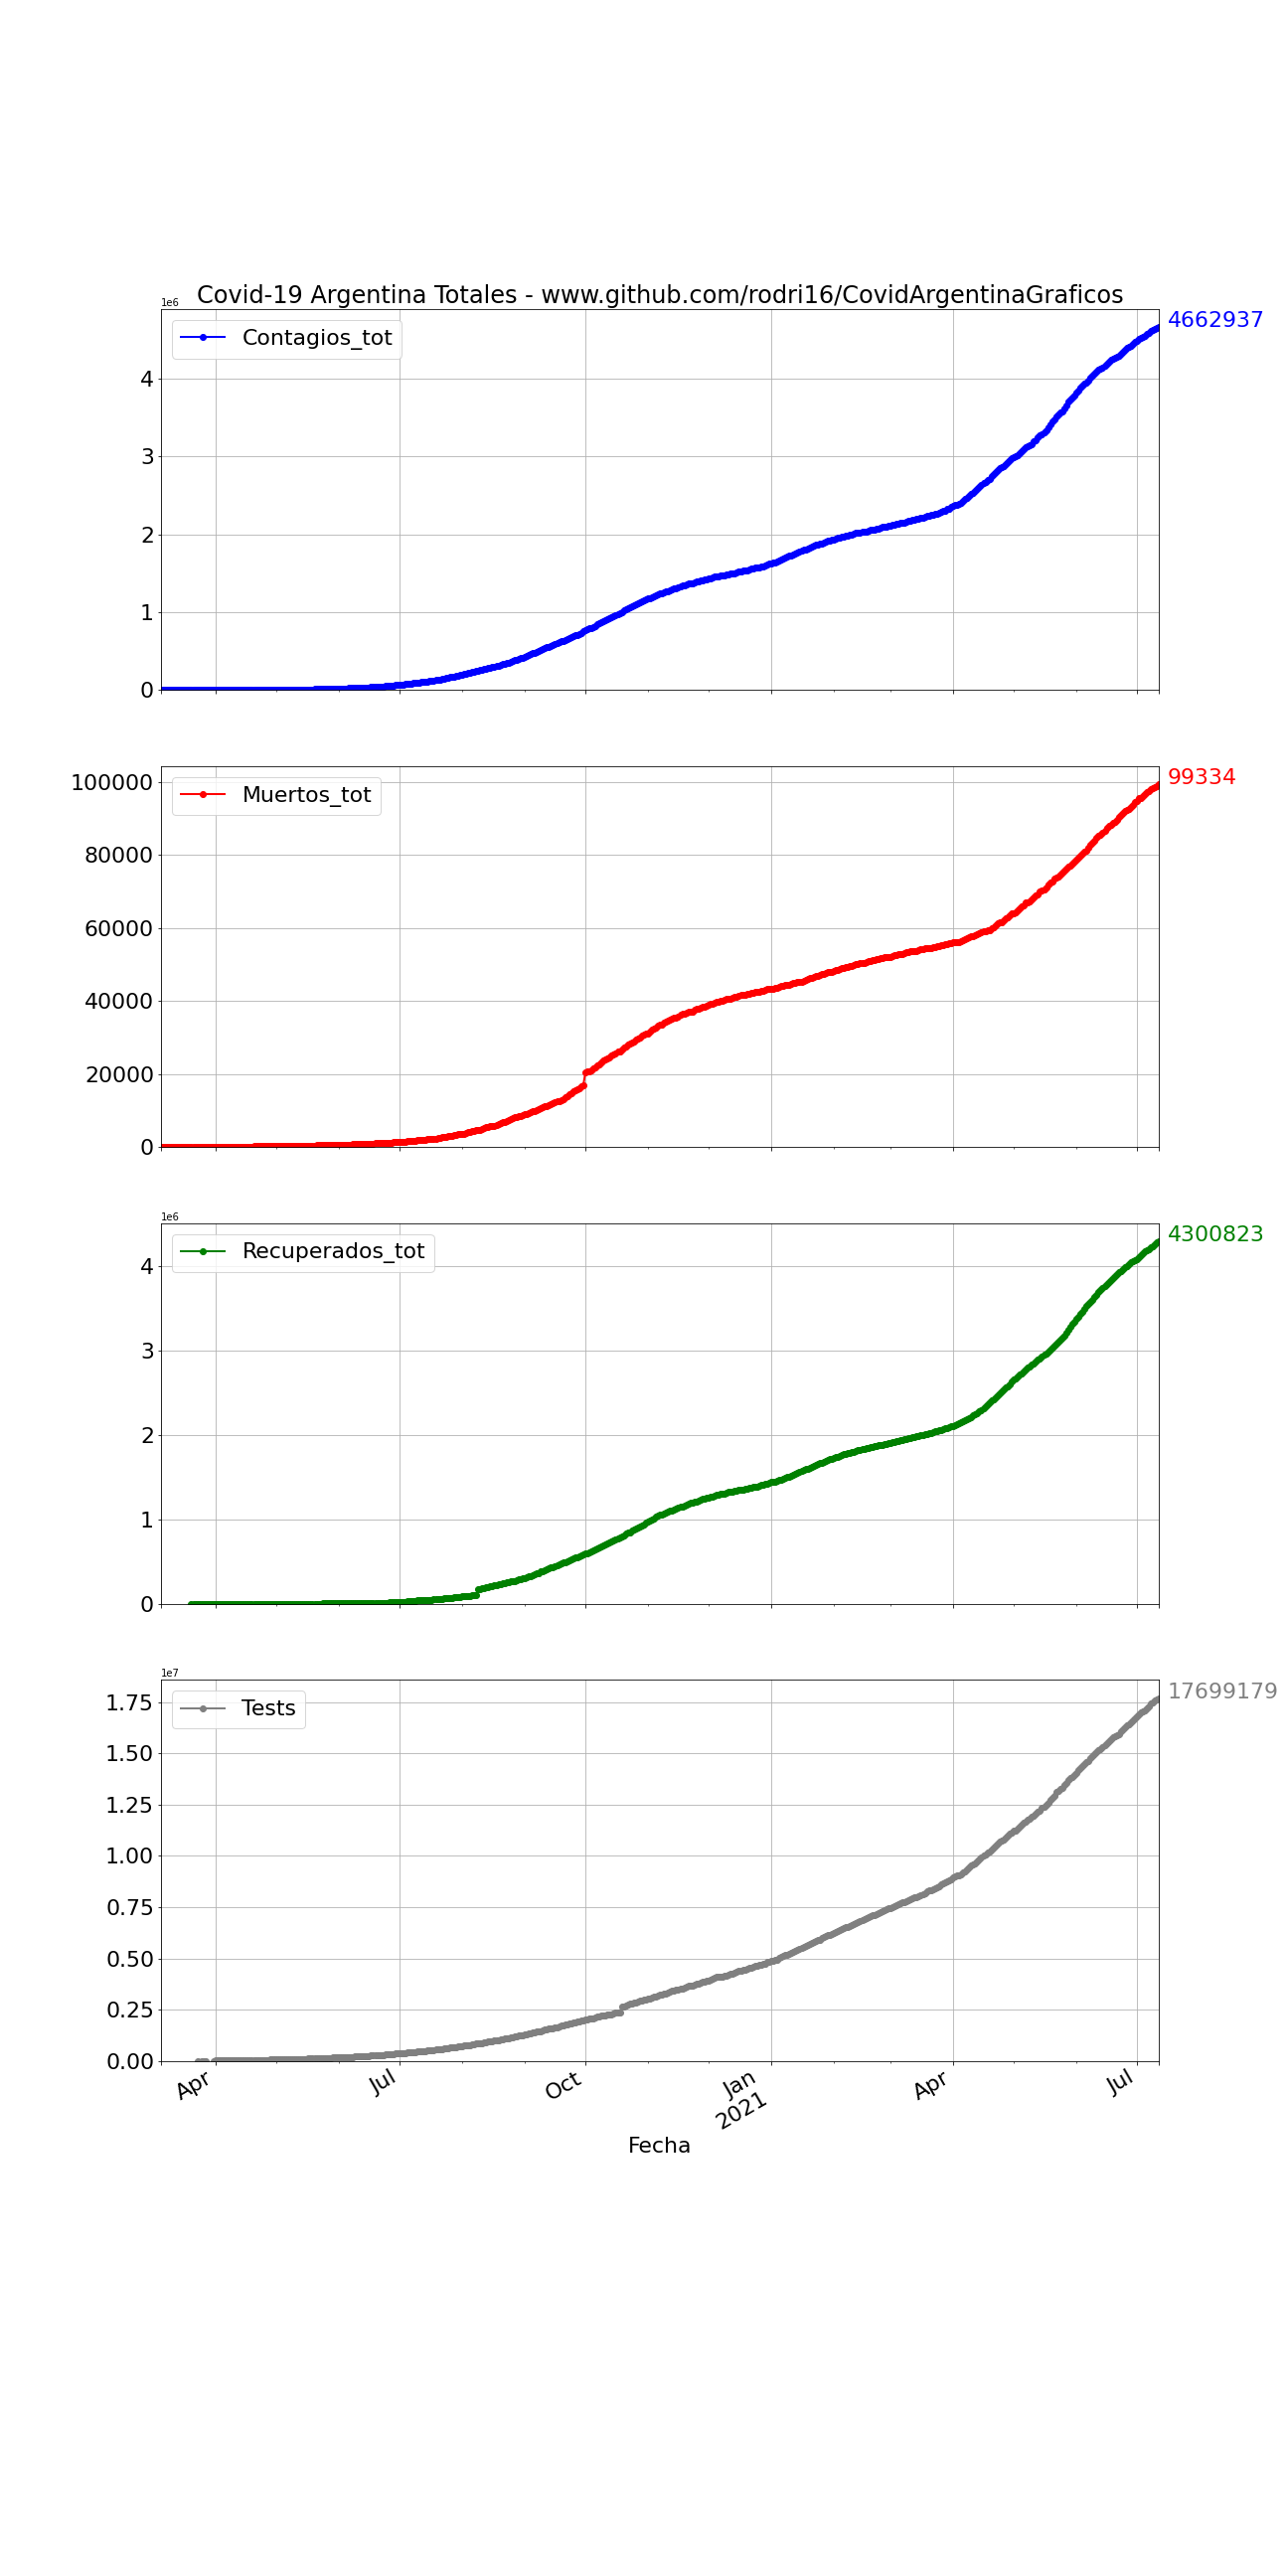 Covid-19 Argentina Totales - www.github.com/rodri16/CovidArgentinaGraficos
1e6
4662937
Contagios_tot
4
3
2
1
0
99334
Muertos_tot
100000
80000
60000
40000
20000
0
1e6
4300823
Recuperados_tot
4
3
2
1
0
1e7
17699179
Tests
1.75
1.50
1.25
1.00
0.75
0.50
0.25
0.00
Apr Jul Oct Jan Apr Jul
2021
Fecha